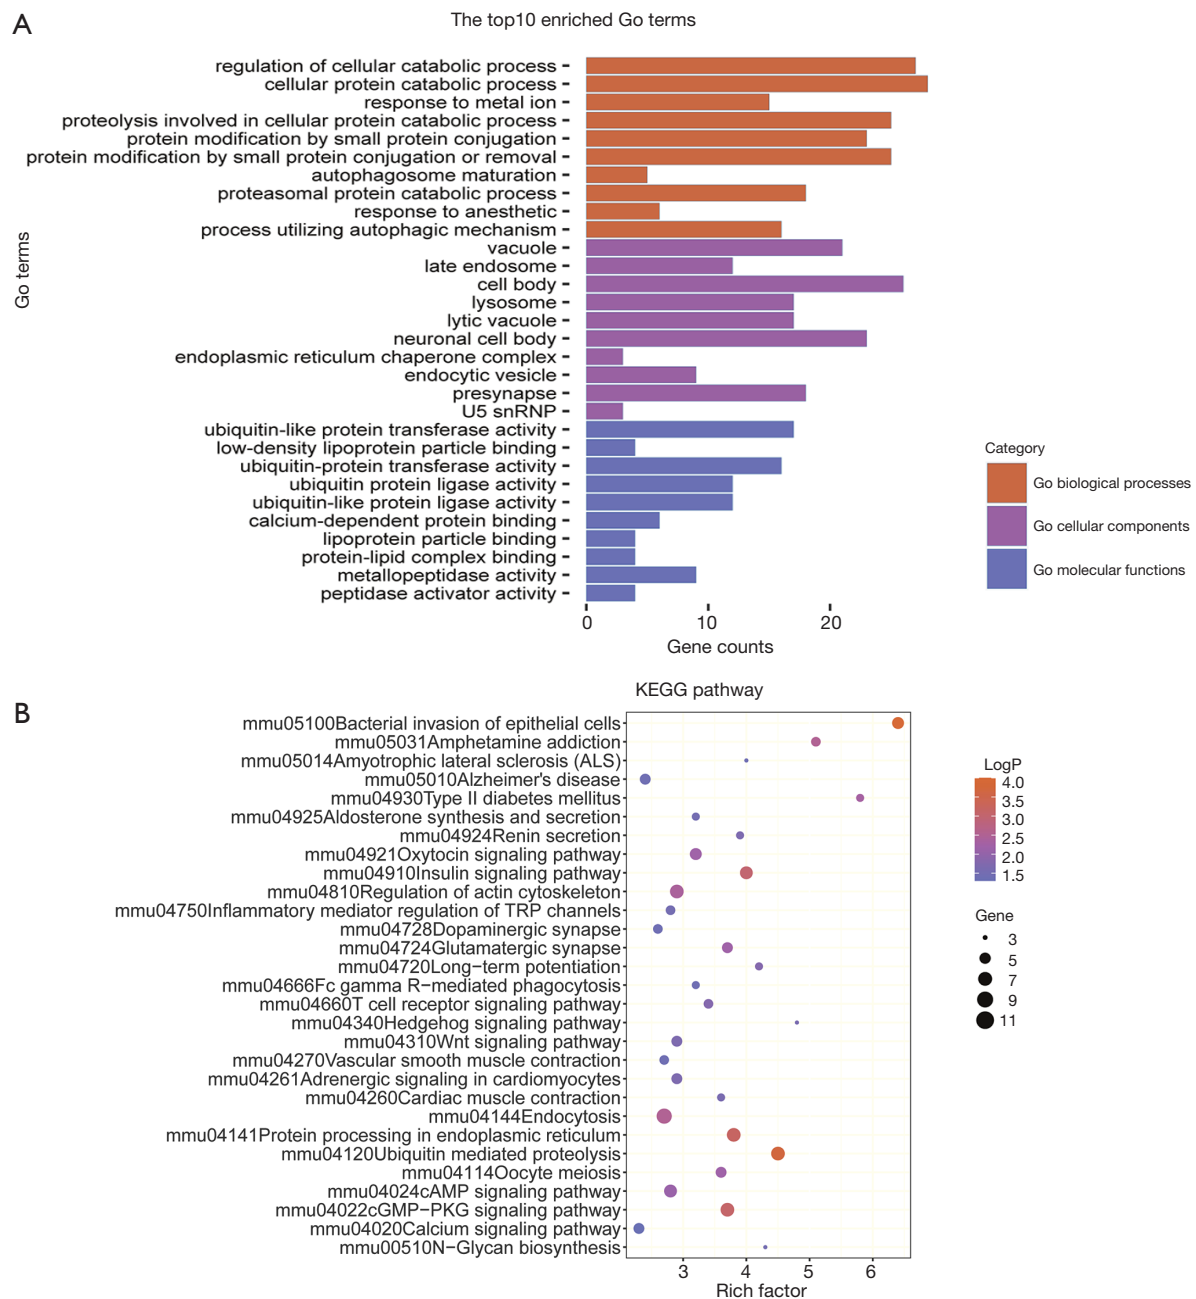 A
The top10 enriched Go terms
Go terms
regulation of cellular catabolic process
cellular protein catabolic process
response to metal ion
proteolysis involved in cellular protein catabolic process
protein modification by small protein conjugation
protein modification by small protein conjugation or removal
autophagosome maturation
proteasomal protein catabolic process
response to anesthetic
process utilizing autophagic mechanism
vacuole
late endosome
cell body
lysosome
lytic vacuole
neuronal cell body
endoplasmic reticulum chaperone complex
endocytic vesicle
presynapse
U5 snRNP
ubiquitin-like protein transferase activity
low-density lipoprotein particle binding
ubiquitin-protein transferase activity
ubiquitin protein ligase activity
ubiquitin-like protein ligase activity
calcium-dependent protein binding
lipoprotein particle binding
protein-lipid complex binding
metallopeptidase activity
peptidase activator activity
0 10 20
Gene counts
Category
Go biological processes
Go cellular components
Go molecular functions
B
KEGG pathway
mmu05100Bacterial invasion of epithelial cells
mmu05031Amphetamine addiction
mmu05014Amyotrophic lateral sclerosis (ALS)
mmu05010Alzheimer's disease
mmu04930Type II diabetes mellitus
mmu04925Aldosterone synthesis and secretion
mmu04924Renin secretion
mmu04921Oxytocin signaling pathway
mmu04910Insulin signaling pathway
mmu04810Regulation of actin cytoskeleton
mmu04750Inflammatory mediator regulation of TRP channels
mmu04728Dopaminergic synapse
mmu04724Glutamatergic synapse
mmu04720Long−term potentiation
mmu04666Fc gamma R−mediated phagocytosis
mmu04660T cell receptor signaling pathway
mmu04340Hedgehog signaling pathway
mmu04310Wnt signaling pathway
mmu04270Vascular smooth muscle contraction
mmu04261Adrenergic signaling in cardiomyocytes
mmu04260Cardiac muscle contraction
mmu04144Endocytosis
mmu04141Protein processing in endoplasmic reticulum
mmu04120Ubiquitin mediated proteolysis
mmu04114Oocyte meiosis
mmu04024cAMP signaling pathway
mmu04022cGMP−PKG signaling pathway
mmu04020Calcium signaling pathway
mmu00510N−Glycan biosynthesis
3 4 5 6
Rich factor
LogP
4.0
3.5
3.0
2.5
2.0
1.5
Gene
3
5
7
9
11